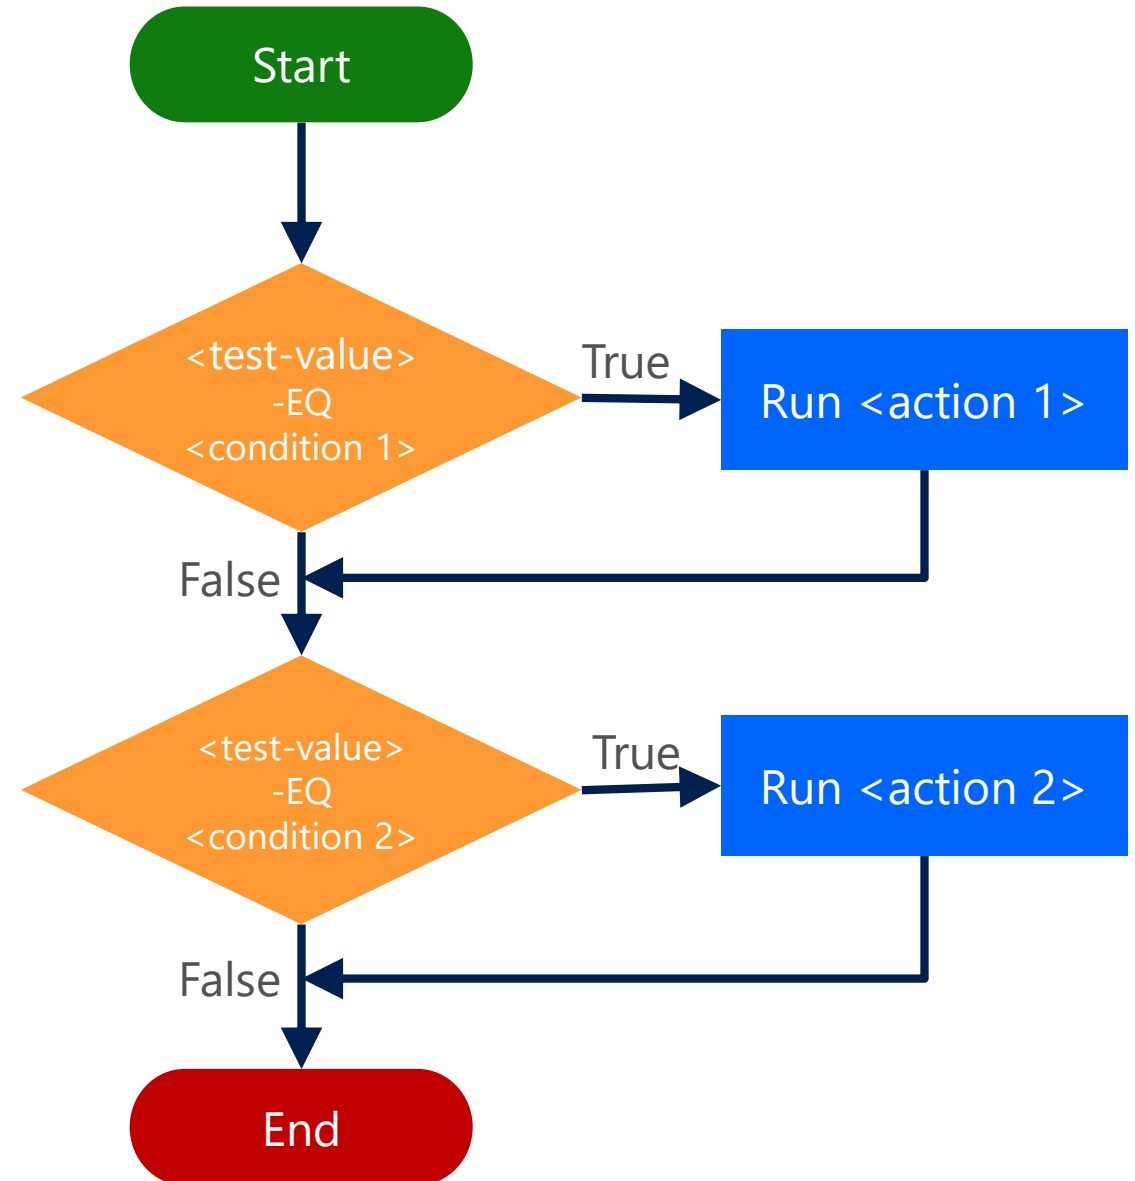 Start
<test-value>
-EQ
<condition 1>
True
Run <action 1>
False
<test-value>
-EQ
<condition 2>
True
Run <action 2>
False
End